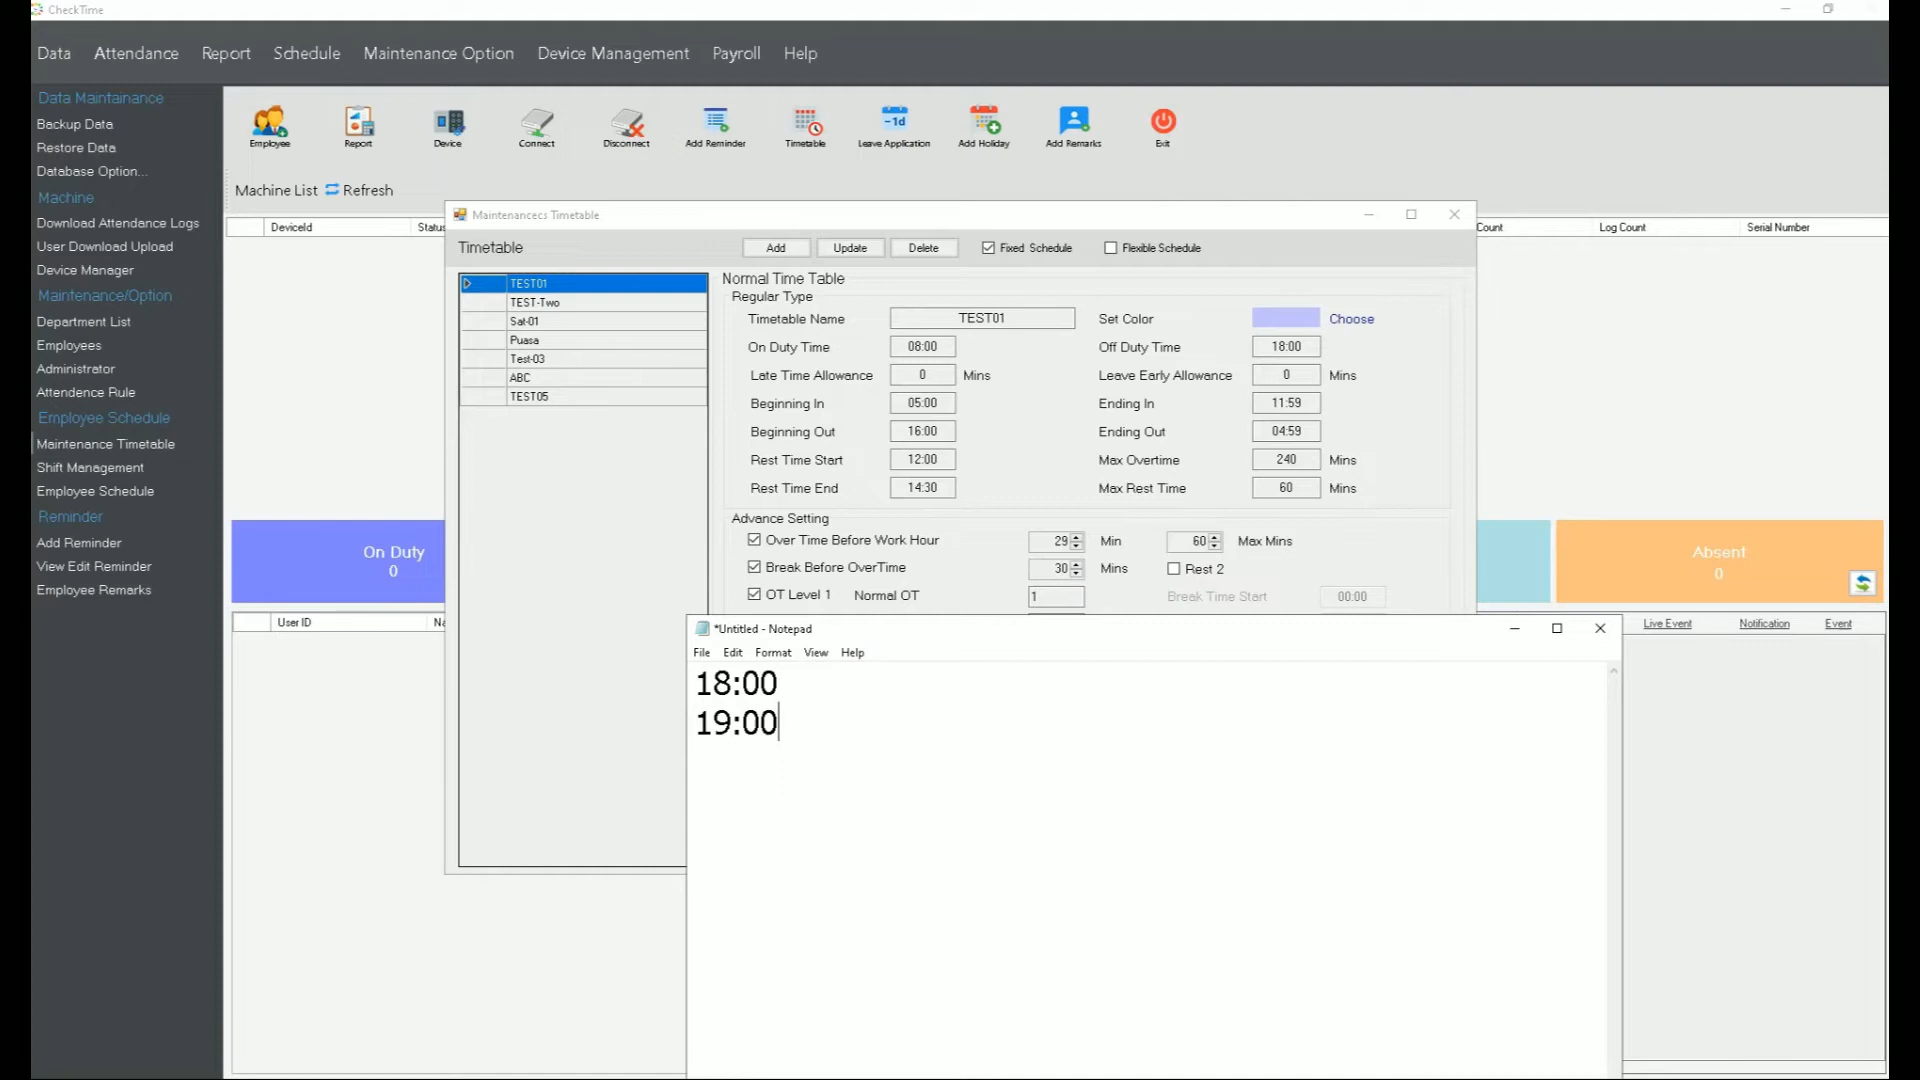 CheckTime
Data Attendance Report Schedule Maintenance Option Device Management Payroll Help
Data Maintainance
Backup Data
Restore Data
Database Option...
Machine
Download Attendance Logs
User Download Upload
Device Manager
Maintenance/Option
Department List
Employees
Administrator
Attendence Rule
Employee Schedule
Maintenance Timetable
Shift Management
Employee Schedule
Reminder
Add Reminder
View Edit Reminder
Employee Remarks
Employee Report Device Connect Disconnect Add Reminder Timetable -1d Leave Application Add Holiday Add Remarks Exit
Machine List Refresh
DeviceId Status Count Log Count Serial Number
Maintenancecs Timetable
Timetable Add Update Delete Fixed Schedule Flexible Schedule
TEST01
TEST-Two
Sat-01
Puasa
Test-03
ABC
TEST05
Normal Time Table
Regular Type
Timetable Name TEST01 Set Color Choose
On Duty Time 08:00 Off Duty Time 18:00
Late Time Allowance 0 Mins Leave Early Allowance 0 Mins
Beginning In 05:00 Ending In 11:59
Beginning Out 16:00 Ending Out 04:59
Rest Time Start 12:00 Max Overtime 240 Mins
Rest Time End 14:30 Max Rest Time 60 Mins
Advance Setting
Over Time Before Work Hour 29 Min 60 Max Mins
Break Before OverTime 30 Mins Rest 2
OT Level 1 Normal OT 1 Break Time Start 00:00
On Duty
0
Absent
0
User ID Na
Live Event Notification Event
*Untitled - Notepad
File Edit Format View Help
18:00
19:00